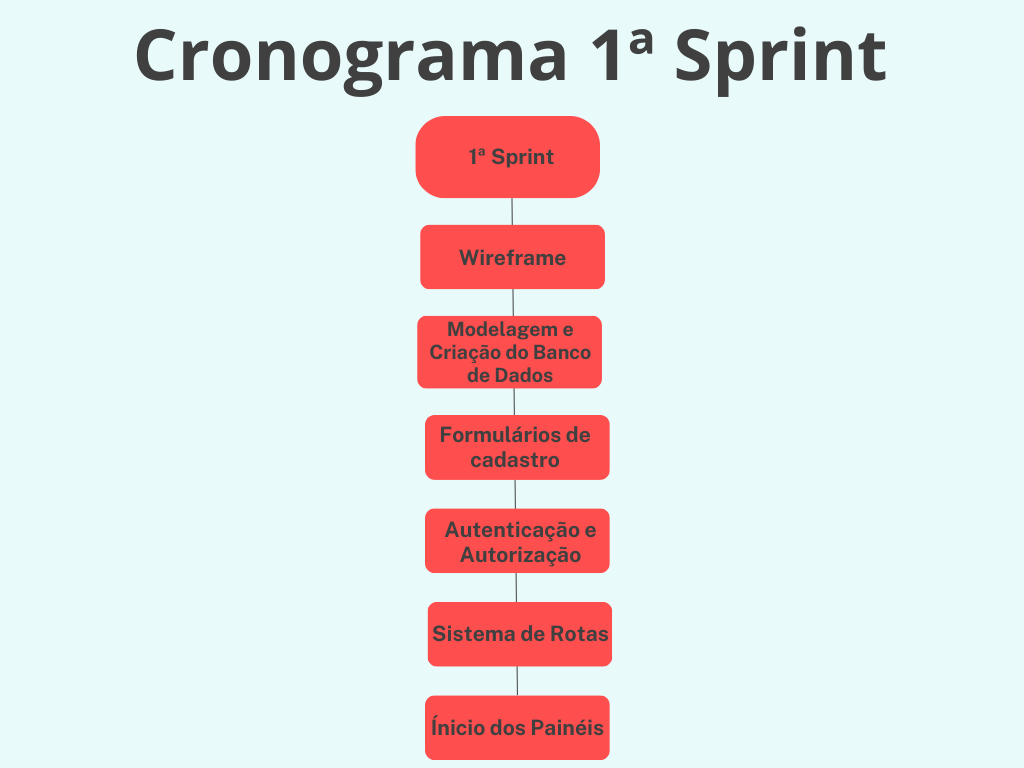 Cronograma 1ª Sprint
1ª Sprint
Wireframe
Modelagem e
Criação do Banco
de Dados
Formulários de
cadastro
Autenticação e
Autorização
Sistema de Rotas
Ínicio dos Painéis